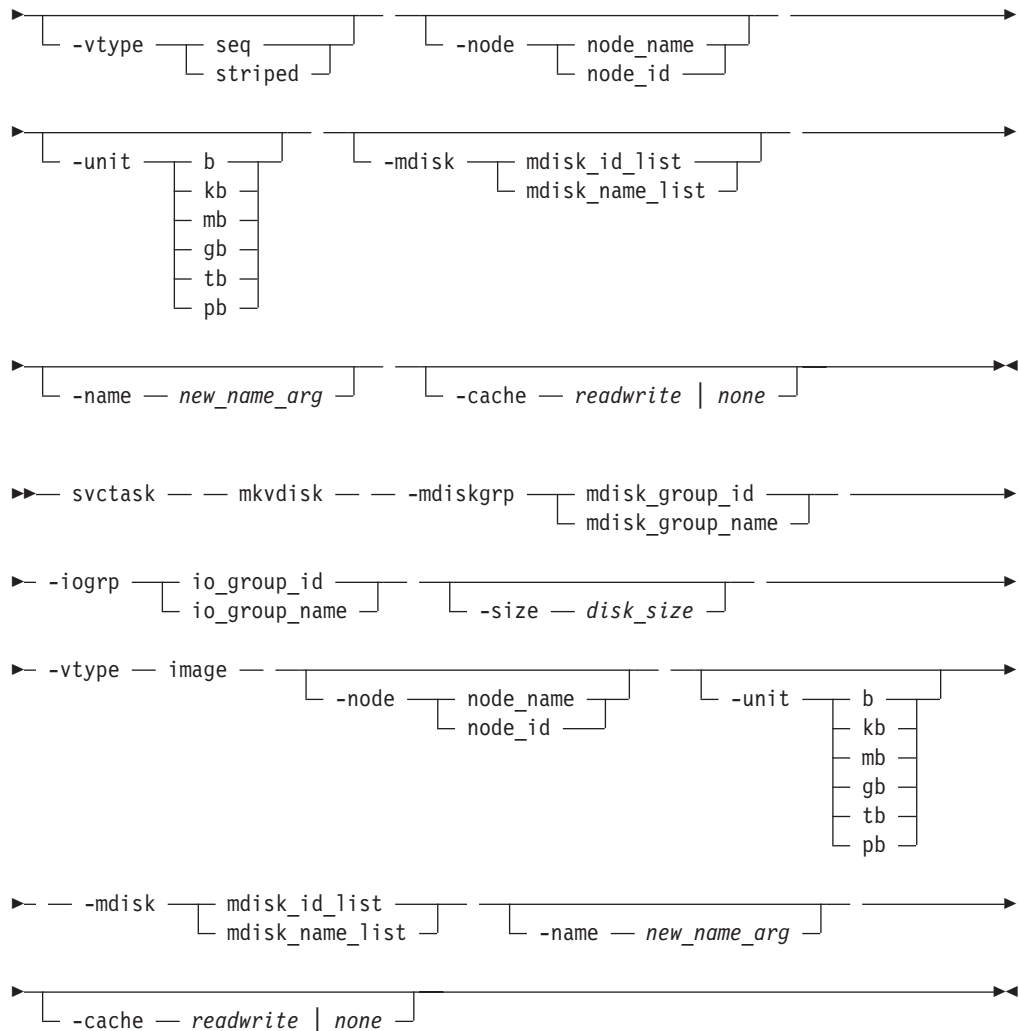 -vtype seq -node node_name
striped node_id
-unit b -mdisk mdisk_id_list
kb mdisk_name_list
mb
gb
tb
pb
-name new_name_arg -cache readwrite | none
svctask mkvdisk -mdiskgrp mdisk_group_id
mdisk_group_name
-iogrp io_group_id -size disk_size
io_group_name
-vtype image -node node_name -unit b
node_id kb
mb
gb
tb
pb
-mdisk mdisk_id_list -name new_name_arg
mdisk_name_list
-cache readwrite | none